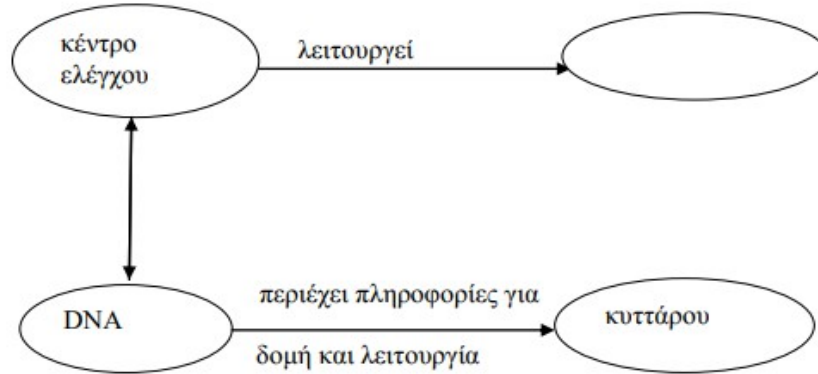 κέντρο
ελέγχου
λειτουργεί
DNA
περιέχει πληροφορίες για
δομή και λειτουργία
κυττάρου